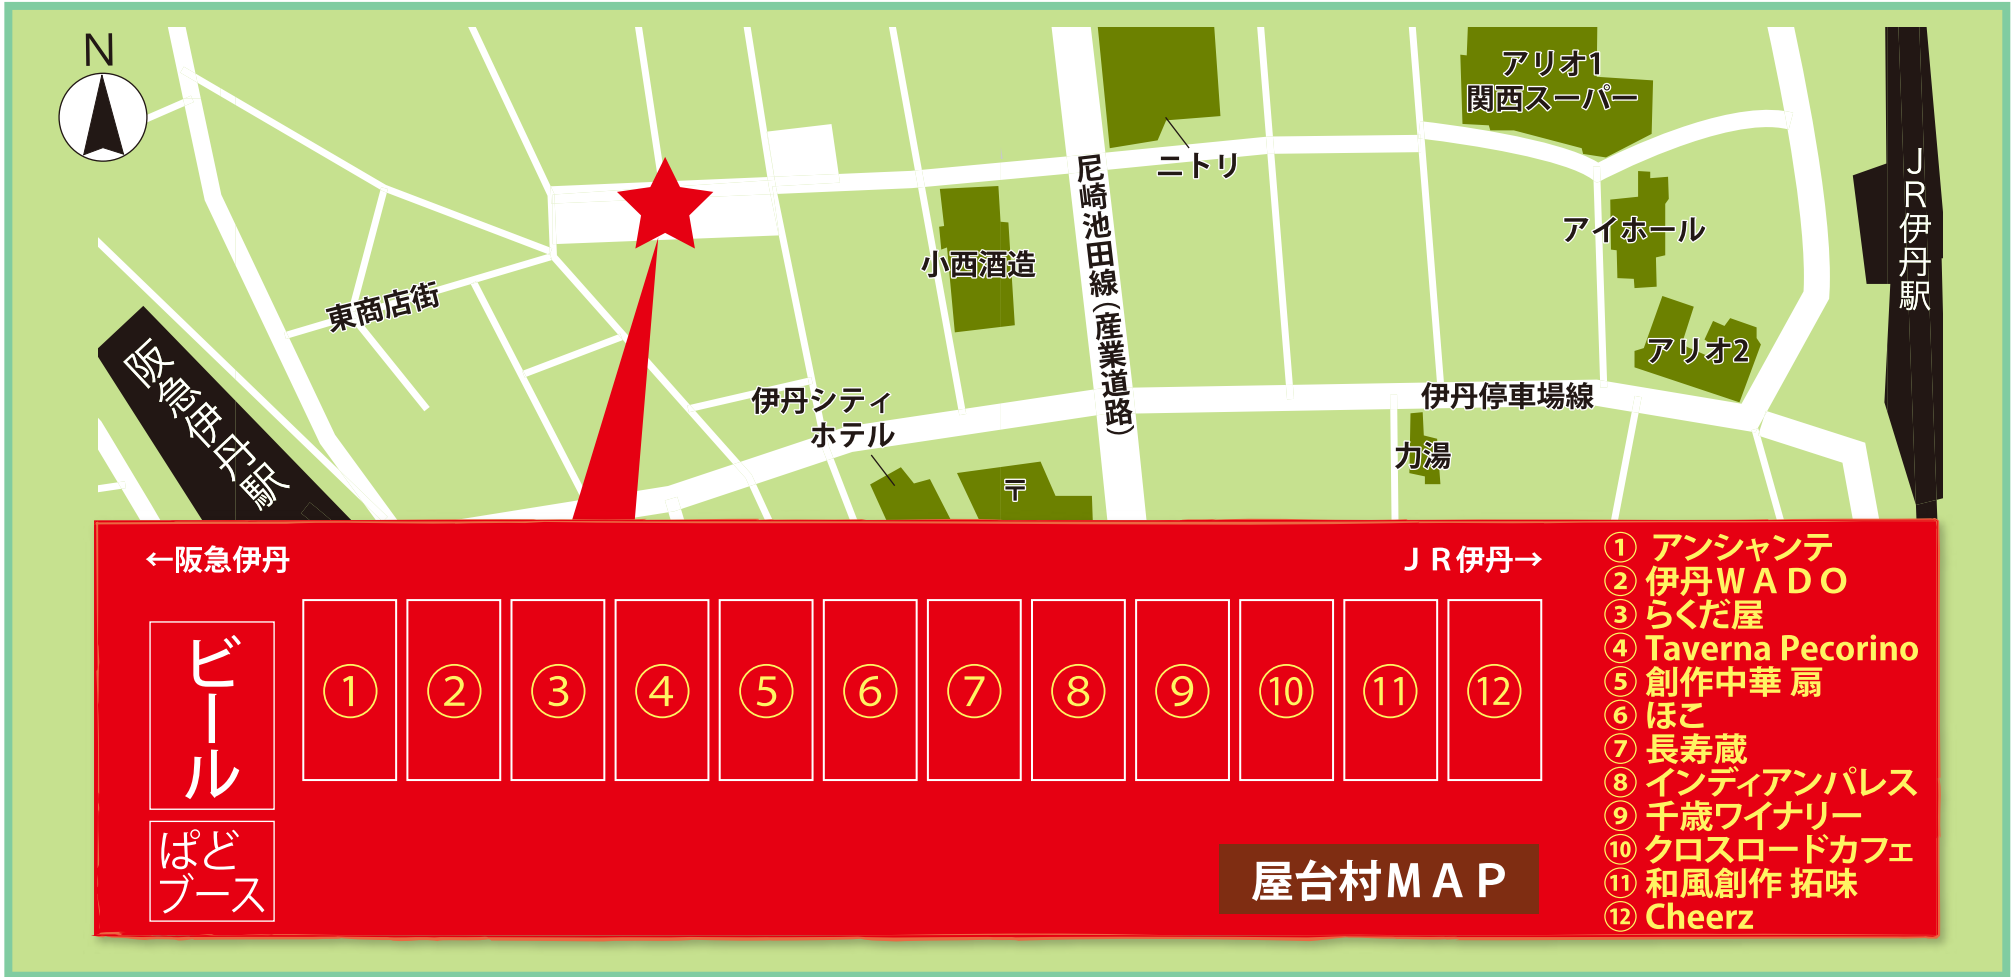 N
アリオ1
関西スーパー
ニトリ
尼崎池田線(産業道路)
JR伊丹駅
アイホール
小西酒造
東商店街
アリオ2
阪急伊丹駅
伊丹シティ
ホテル
伊丹停車場線
力湯
〒
←阪急伊丹
JR伊丹→
ビール
① ② ③ ④ ⑤ ⑥ ⑦ ⑧ ⑨ ⑩ ⑪ ⑫
ぱど
ブース
屋台村MAP
① アンシャンテ
② 伊丹WADO
③ らくだ屋
④ Taverna Pecorino
⑤ 創作中華 扇
⑥ ほこ
⑦ 長寿蔵
⑧ インディアンパレス
⑨ 千歳ワイナリー
⑩ クロスロードカフェ
⑪ 和風創作 拓味
⑫ Cheerz